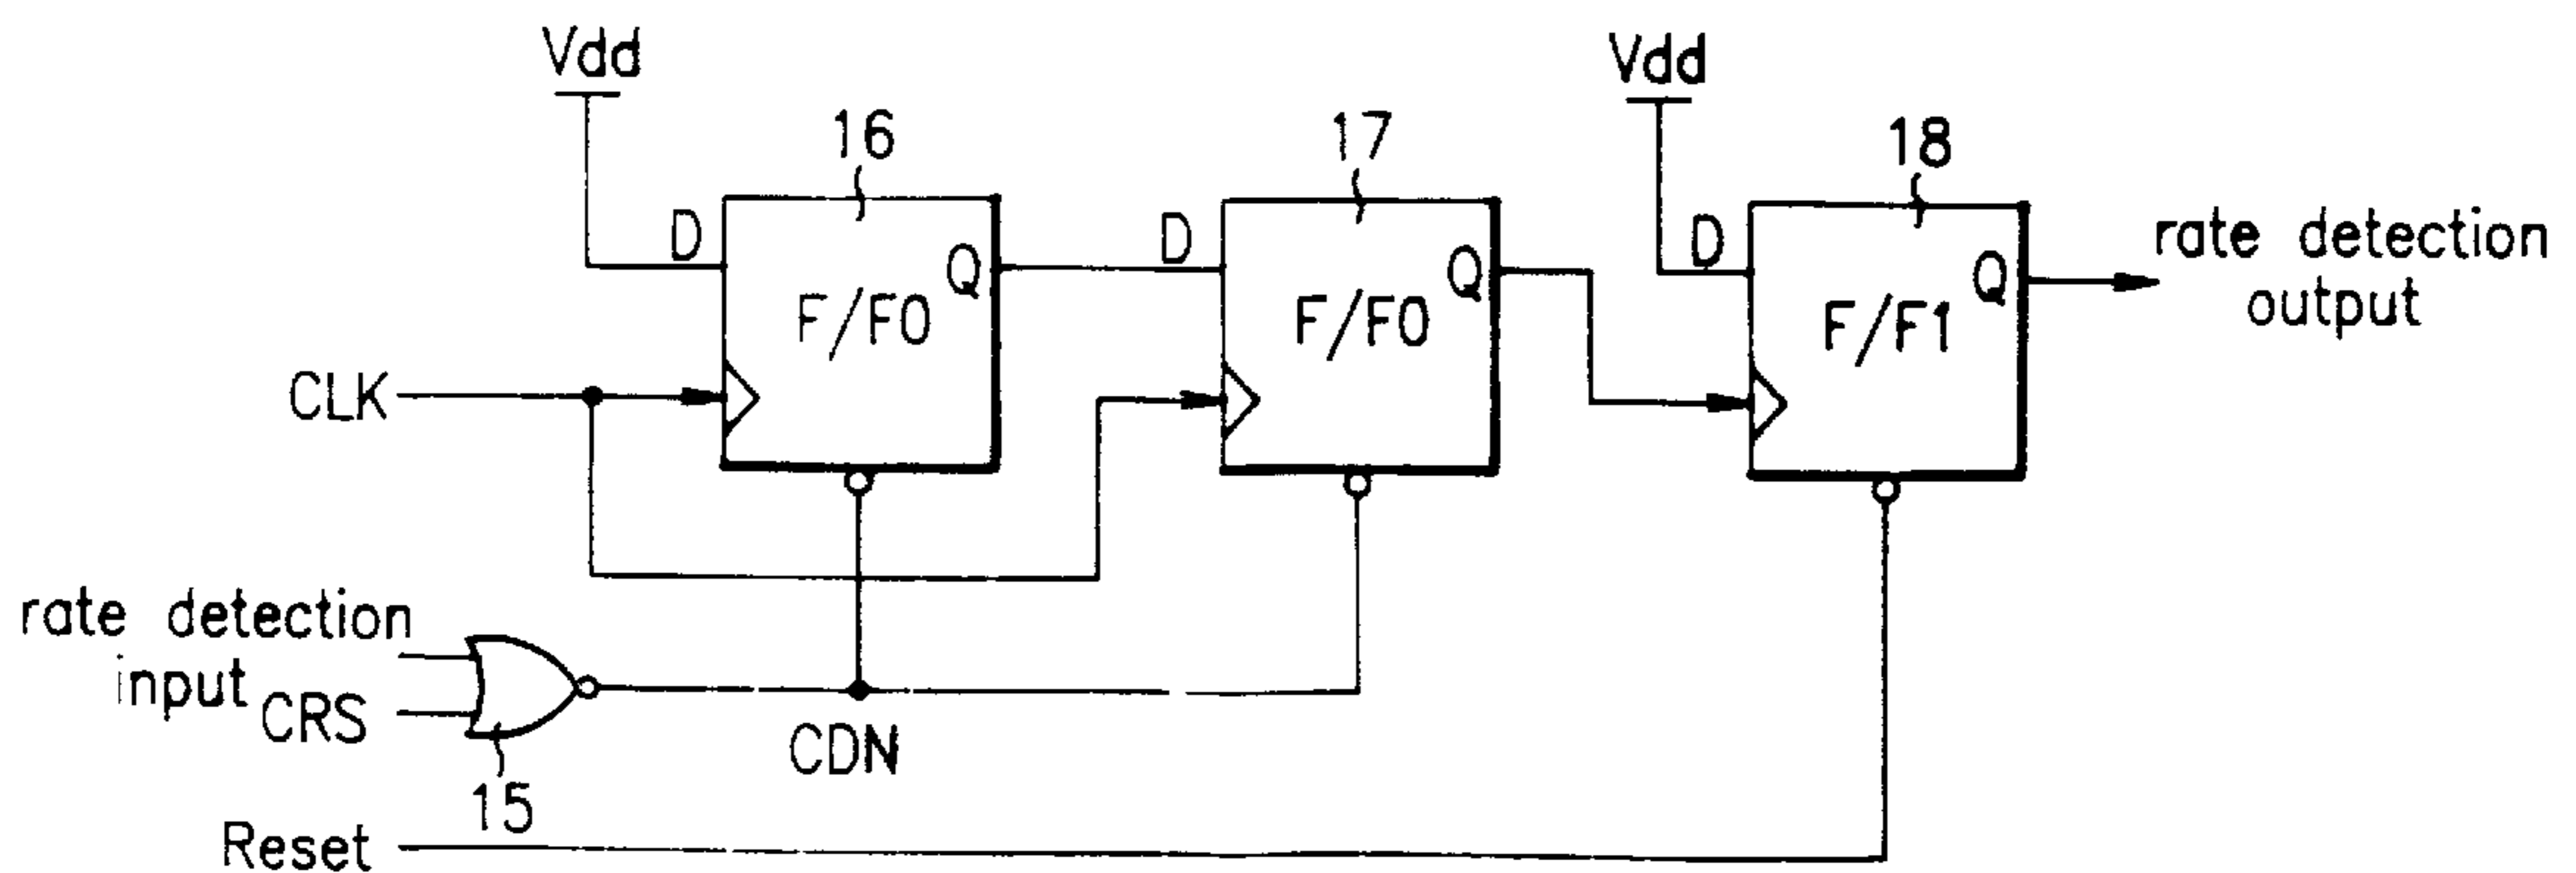 Vdd
Vdd
16
17
18
D
Q
D
Q
D
Q
rate detection
output
F/F0
F/F0
F/F1
CLK
rate detection
input
CRS
CDN
15
Reset